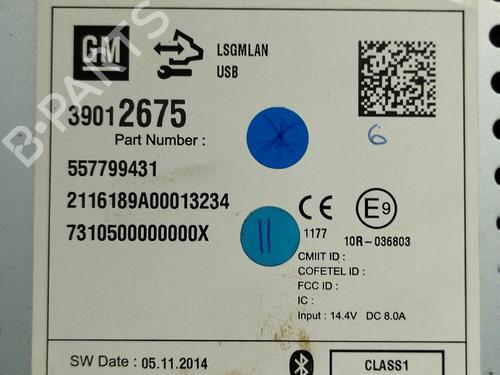 GM
LSGMLAN
USB
39012675
Part Number :
6
557799431
2116189A00013234
7310500000000X
11
CE
1177
E9
10R-036803
CMIIT ID :
COFETEL ID :
FCC ID :
IC :
Input : 14.4V DC 8.0A
SW Date : 05.11.2014
CLASS1
B-PARTS